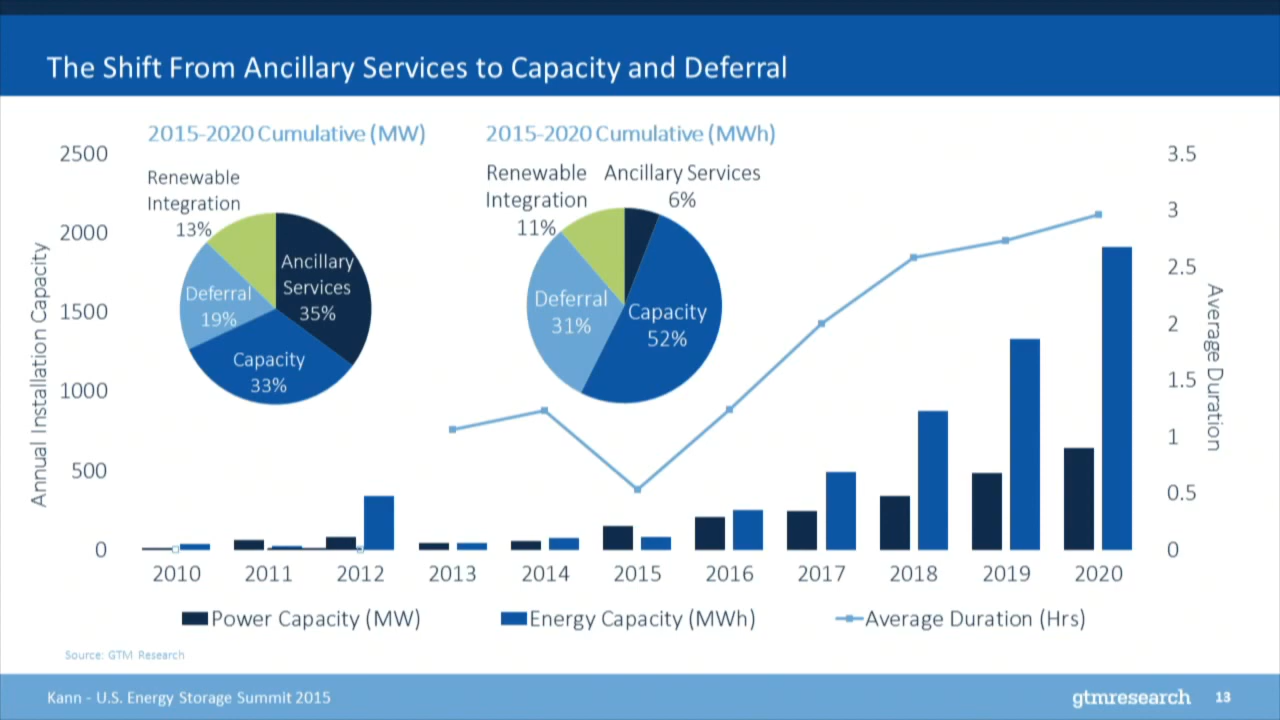 The Shift From Ancillary Services to Capacity and Deferral
2015-2020 Cumulative (MW)
2015-2020 Cumulative (MWh)
Annual Installation Capacity
2500
2000
1500
1000
500
0
Renewable
Integration
13%
Ancillary
Services
35%
Deferral
19%
Capacity
33%
Renewable
Integration
11%
Ancillary Services
6%
Deferral
31%
Capacity
52%
3.5
3
2.5
2
1.5
1
0.5
0
Average Duration
2010 2011 2012 2013 2014 2015 2016 2017 2018 2019 2020
Power Capacity (MW) Energy Capacity (MWh) Average Duration (Hrs)
Source: GTM Research
Kann - U.S. Energy Storage Summit 2015
gtmresearch 13